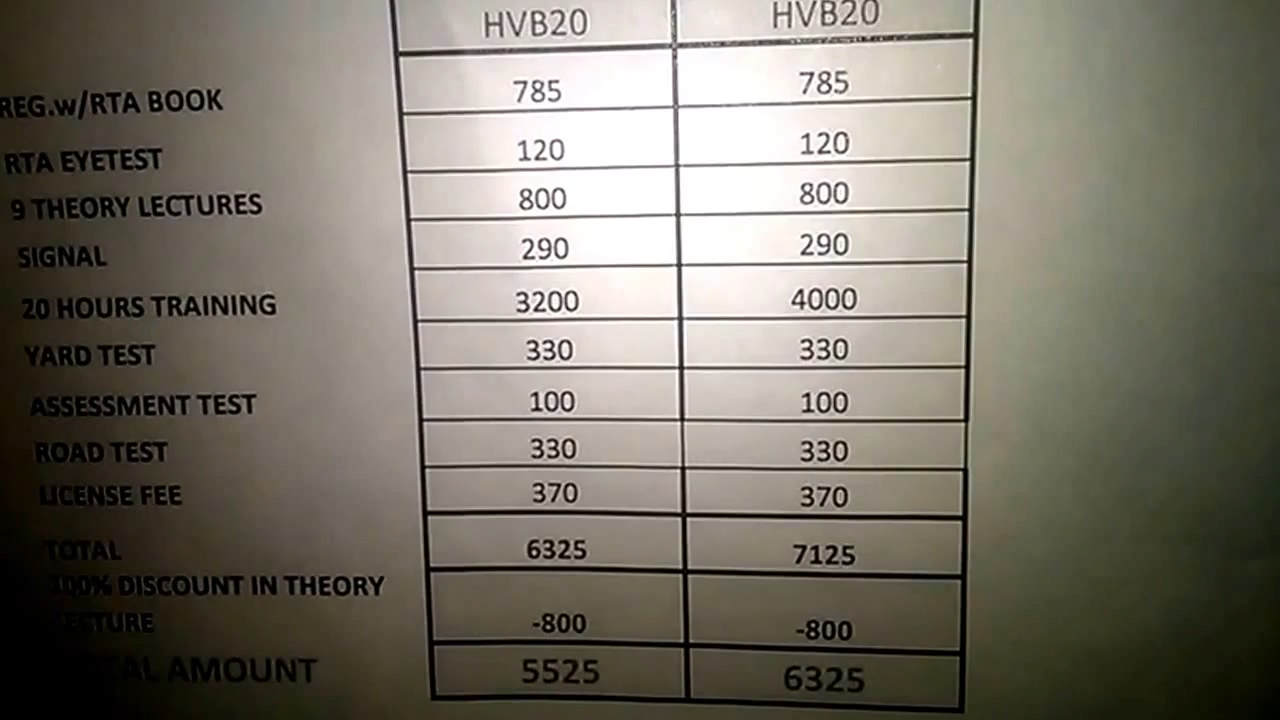 HVB20 HVB20
REG.w/RTA BOOK 785 785
RTA EYETEST 120 120
9 THEORY LECTURES 800 800
SIGNAL 290 290
20 HOURS TRAINING 3200 4000
YARD TEST 330 330
ASSESSMENT TEST 100 100
ROAD TEST 330 330
LICENSE FEE 370 370
TOTAL 6325 7125
100% DISCOUNT IN THEORY
LECTURE -800 -800
AMOUNT 5525 6325